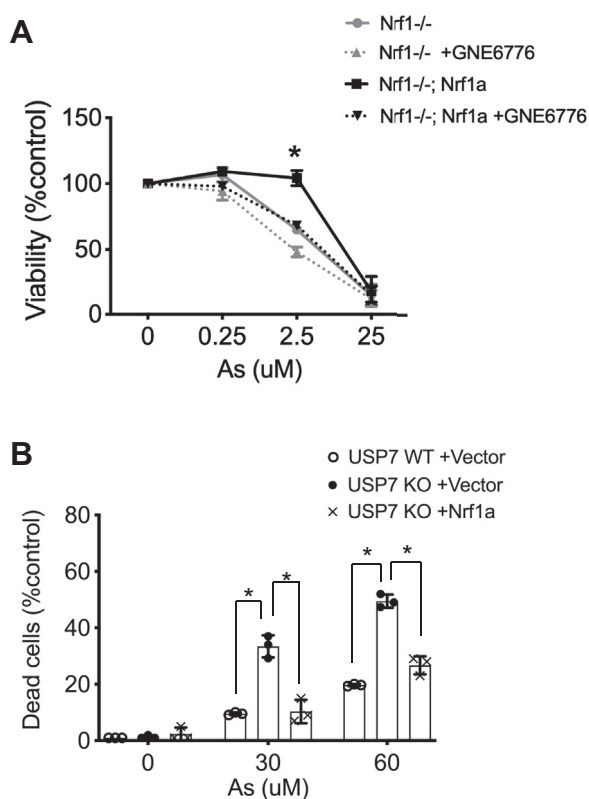 A
Nrf1-/-
Nrf1-/- +GNE6776
Nrf1-/-; Nrf1a
Nrf1-/-; Nrf1a +GNE6776
Viability (%control)
150
100
50
0
*
0 0.25 2.5 25
As (uM)
B
USP7 WT +Vector
USP7 KO +Vector
USP7 KO +Nrf1a
Dead cells (%control)
80
60
40
20
0
* * * *
0 30 60
As (uM)